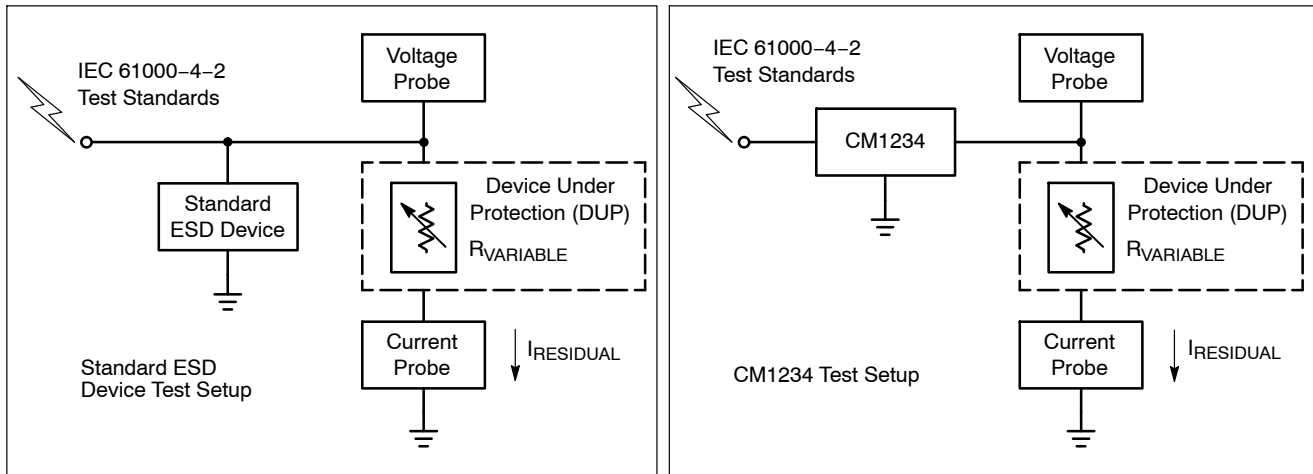 IEC 61000−4−2
Test Standards
Voltage
Probe
Standard
ESD Device
Device Under
Protection (DUP)
RVARIABLE
Current
Probe
IRESIDUAL
Standard ESD
Device Test Setup
IEC 61000−4−2
Test Standards
Voltage
Probe
CM1234
Device Under
Protection (DUP)
RVARIABLE
Current
Probe
IRESIDUAL
CM1234 Test Setup